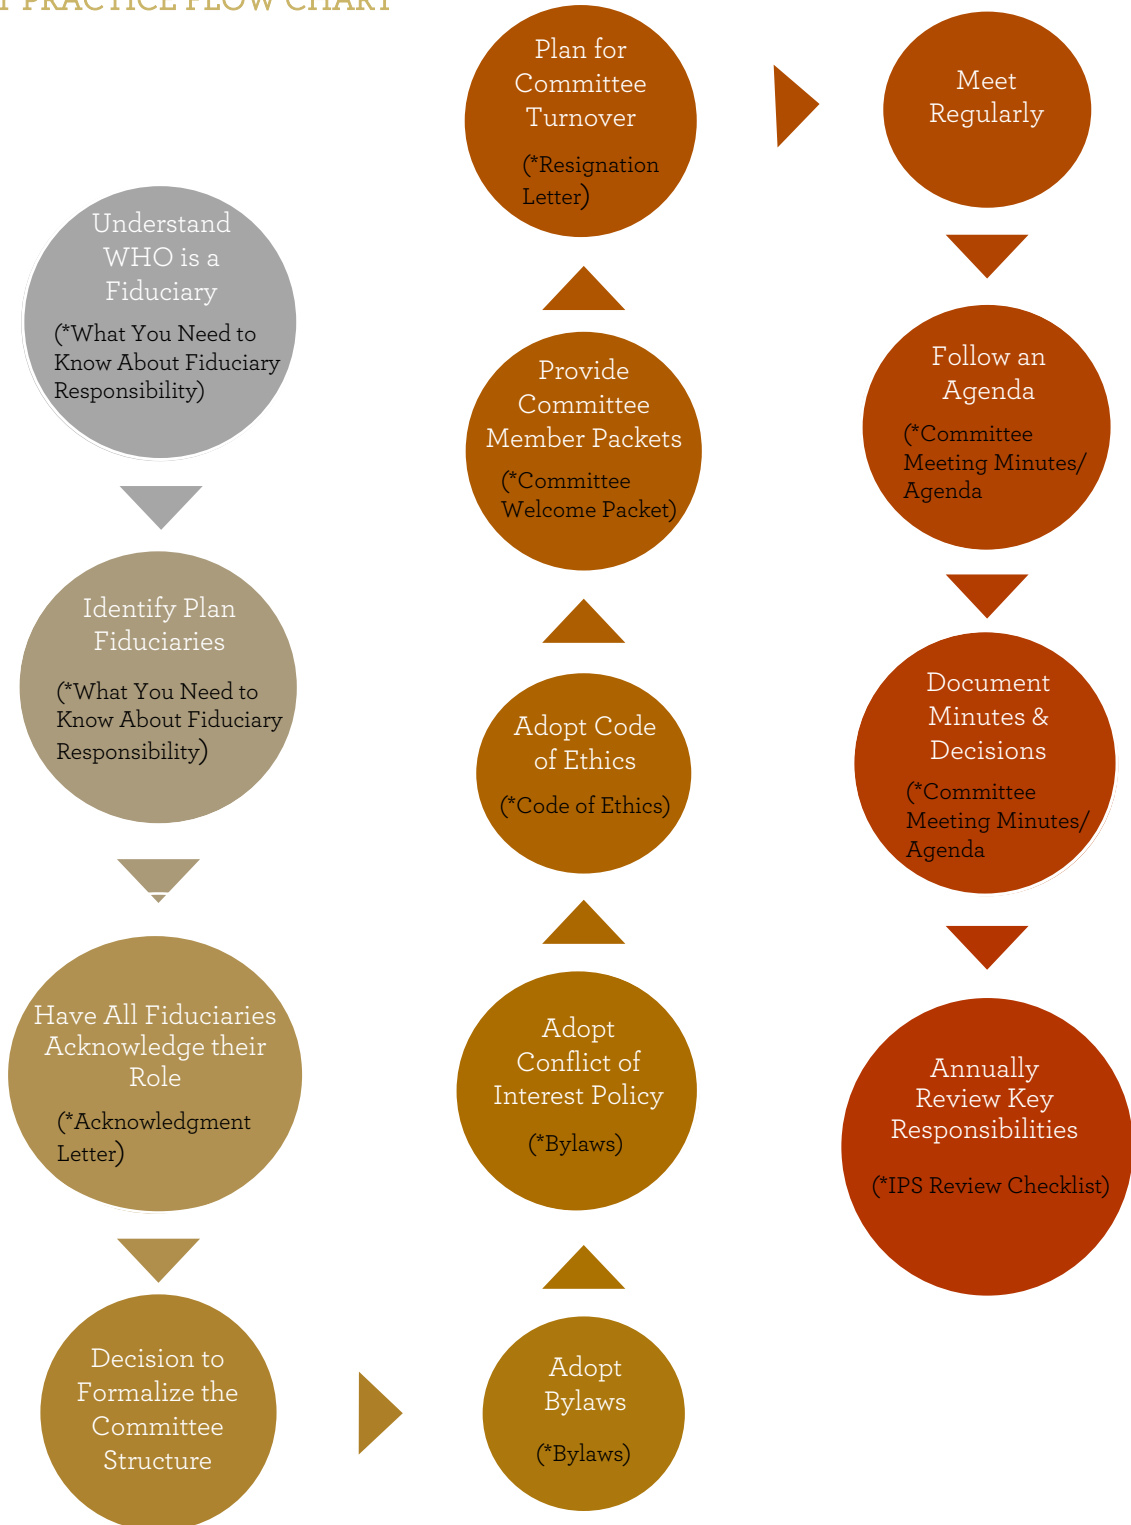 PRACTICE FLOW CHART
Understand
WHO is a
Fiduciary
(*What You Need to
Know About Fiduciary
Responsibility)
Identify Plan
Fiduciaries
(*What You Need to
Know About Fiduciary
Responsibility)
Have All Fiduciaries
Acknowledge their
Role
(*Acknowledgment
Letter)
Decision to
Formalize the
Committee
Structure
Adopt
Bylaws
(*Bylaws)
Adopt
Conflict of
Interest Policy
(*Bylaws)
Adopt Code
of Ethics
(*Code of Ethics)
Provide
Committee
Member Packets
(*Committee
Welcome Packet)
Plan for
Committee
Turnover
(*Resignation
Letter)
Meet
Regularly
Follow an
Agenda
(*Committee
Meeting Minutes/
Agenda
Document
Minutes &
Decisions
(*Committee
Meeting Minutes/
Agenda
Annually
Review Key
Responsibilities
(*IPS Review Checklist)